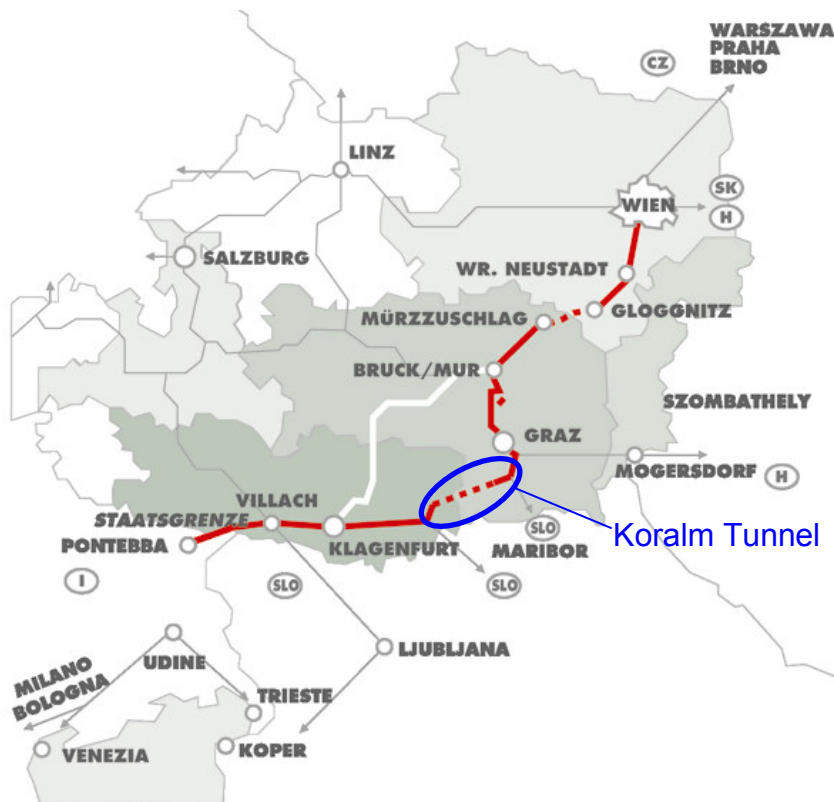 WARSZAWA
PRAHA
BRNO
CZ
LINZ
SK
WIEN
H
SALZBURG
WR. NEUSTADT
MÜRZZUSCHLAG
GLOGGNITZ
BRUCK/MUR
SZOMBATHELY
GRAZ
MOGERSDORF
H
VILLACH
STAATSGRENZE
SLO
Koralm Tunnel
PONTEBBA
KLAGENFURT
MARIBOR
I
SLO
SLO
UDINE
LJUBLJANA
MILANO
BOLOGNA
TRIESTE
VENEZIA
KOPER